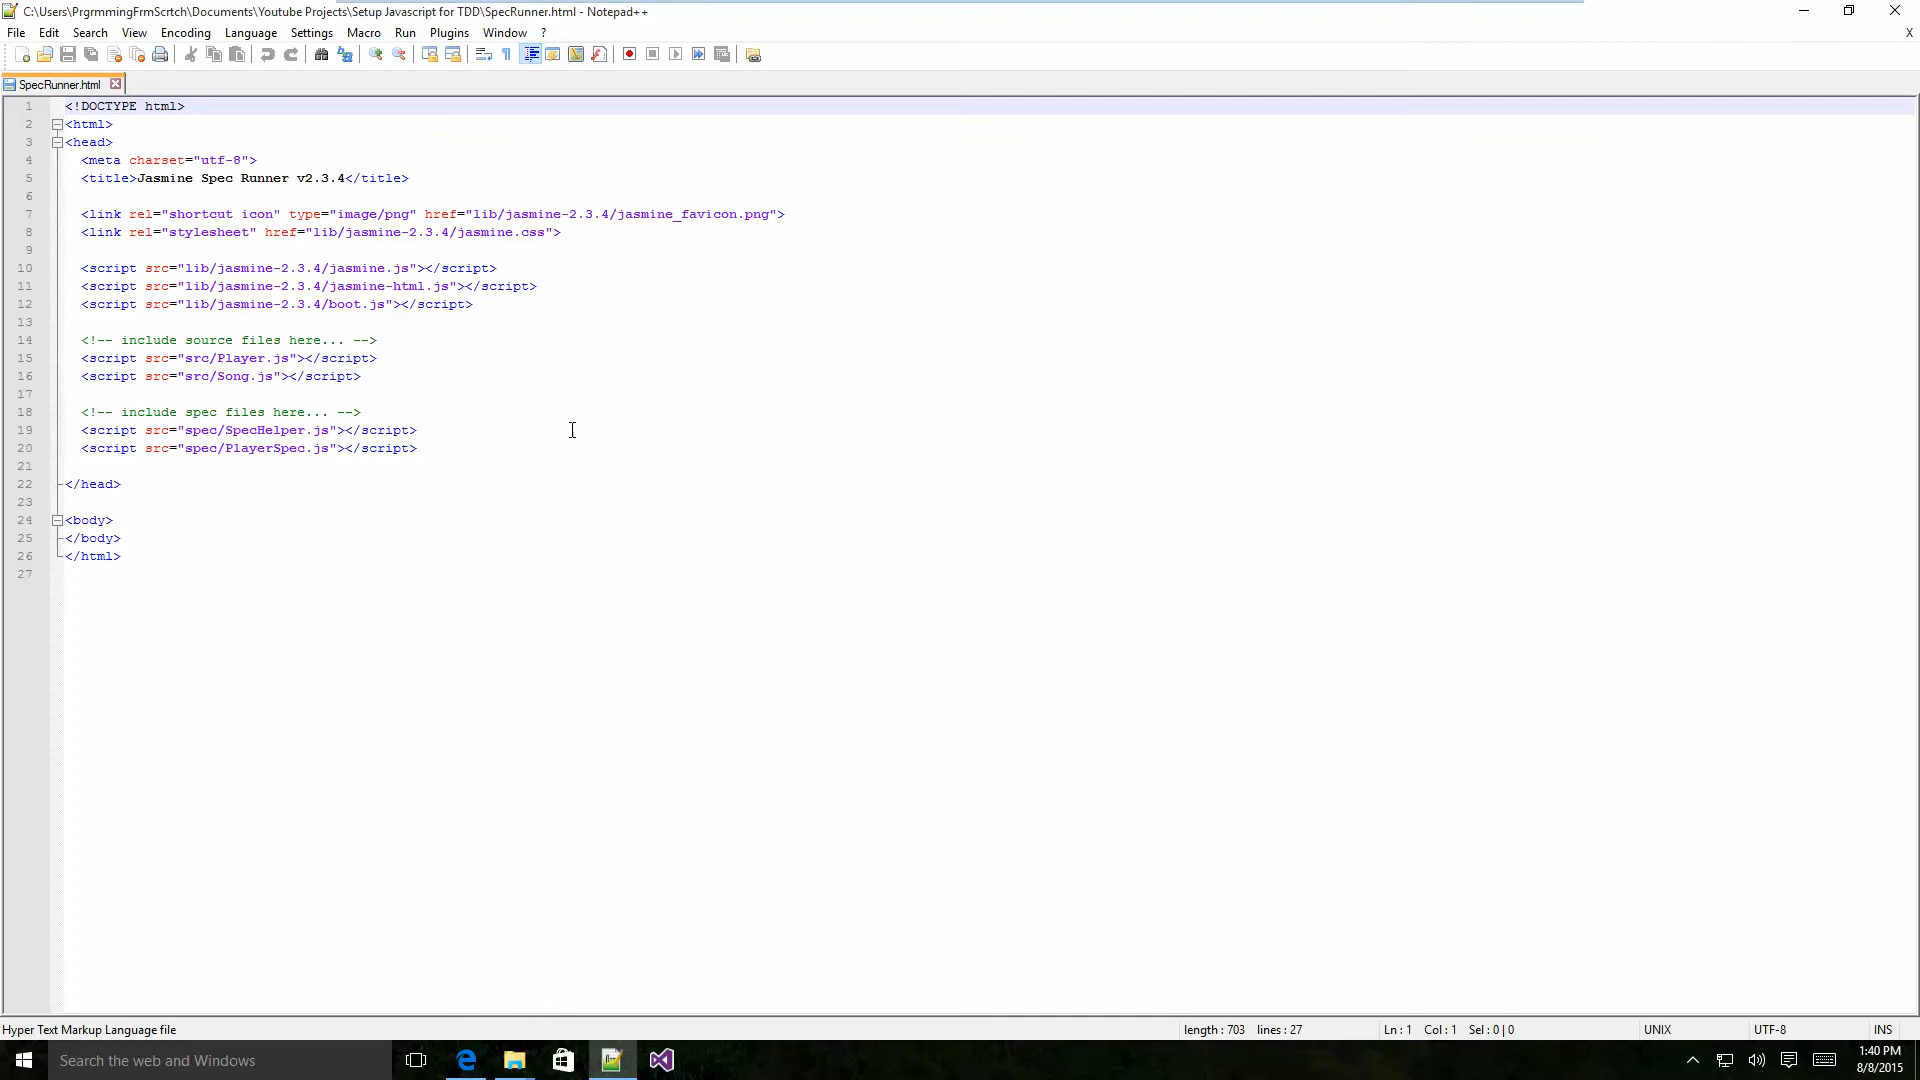 C:\Users\PrgrmmingFrmScrtch\Documents\Youtube Projects\Setup Javascript for TDD\SpecRunner.html - Notepad++
File Edit Search View Encoding Language Settings Macro Run Plugins Window ? X
SpecRunner.html
1 <!DOCTYPE html>
2 <html>
3 <head>
4 <meta charset="utf-8">
5 <title>Jasmine Spec Runner v2.3.4</title>
6
7 <link rel="shortcut icon" type="image/png" href="lib/jasmine-2.3.4/jasmine_favicon.png">
8 <link rel="stylesheet" href="lib/jasmine-2.3.4/jasmine.css">
9
10 <script src="lib/jasmine-2.3.4/jasmine.js"></script>
11 <script src="lib/jasmine-2.3.4/jasmine-html.js"></script>
12 <script src="lib/jasmine-2.3.4/boot.js"></script>
13
14 <!-- include source files here... -->
15 <script src="src/Player.js"></script>
16 <script src="src/Song.js"></script>
17
18 <!-- include spec files here... -->
19 <script src="spec/SpecHelper.js"></script>
20 <script src="spec/PlayerSpec.js"></script>
21
22 </head>
23
24 <body>
25 </body>
26 </html>
27
Hyper Text Markup Language file length : 703 lines : 27 Ln : 1 Col : 1 Sel : 0 | 0 UNIX UTF-8 INS
Search the web and Windows
1:40 PM
8/8/2015